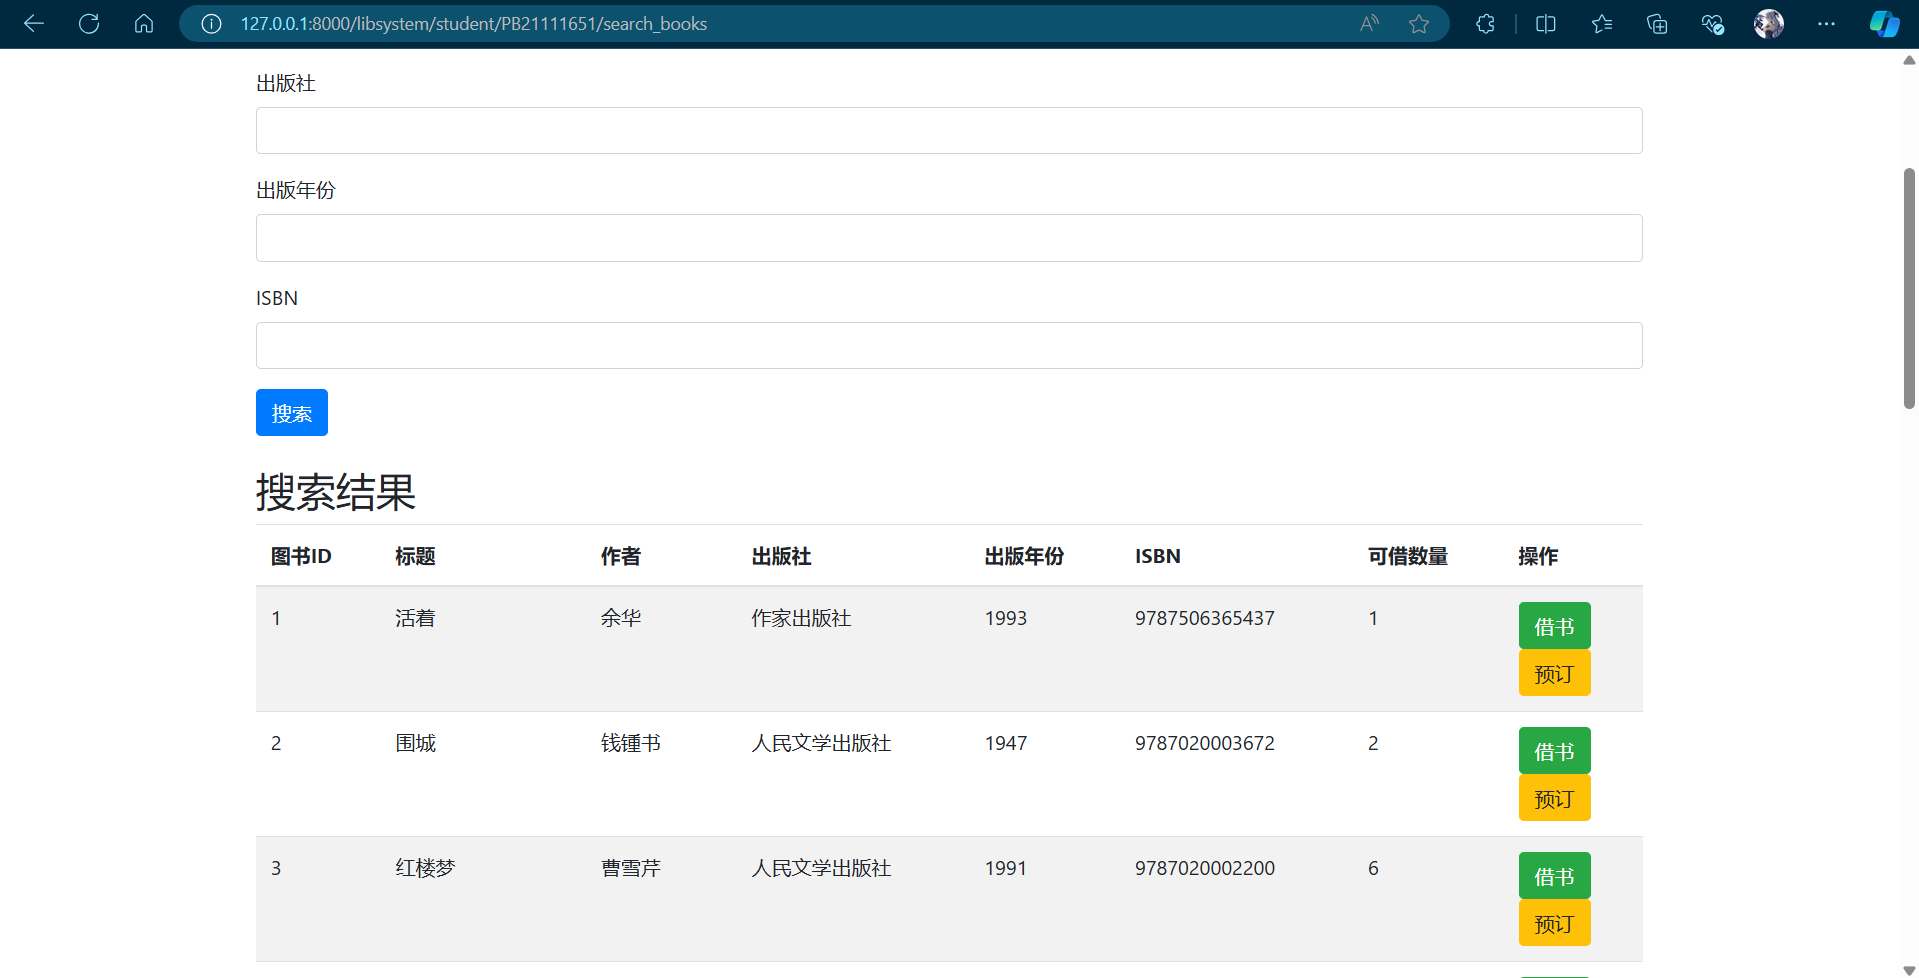 127.0.0.1:8000/libsystem/student/PB21111651/search_books
出版社
出版年份
ISBN
搜索
搜索结果
图书ID 标题 作者 出版社 出版年份 ISBN 可借数量 操作
1 活着 余华 作家出版社 1993 9787506365437 1 借书
预订
2 围城 钱锺书 人民文学出版社 1947 9787020003672 2 借书
预订
3 红楼梦 曹雪芹 人民文学出版社 1991 9787020002200 6 借书
预订